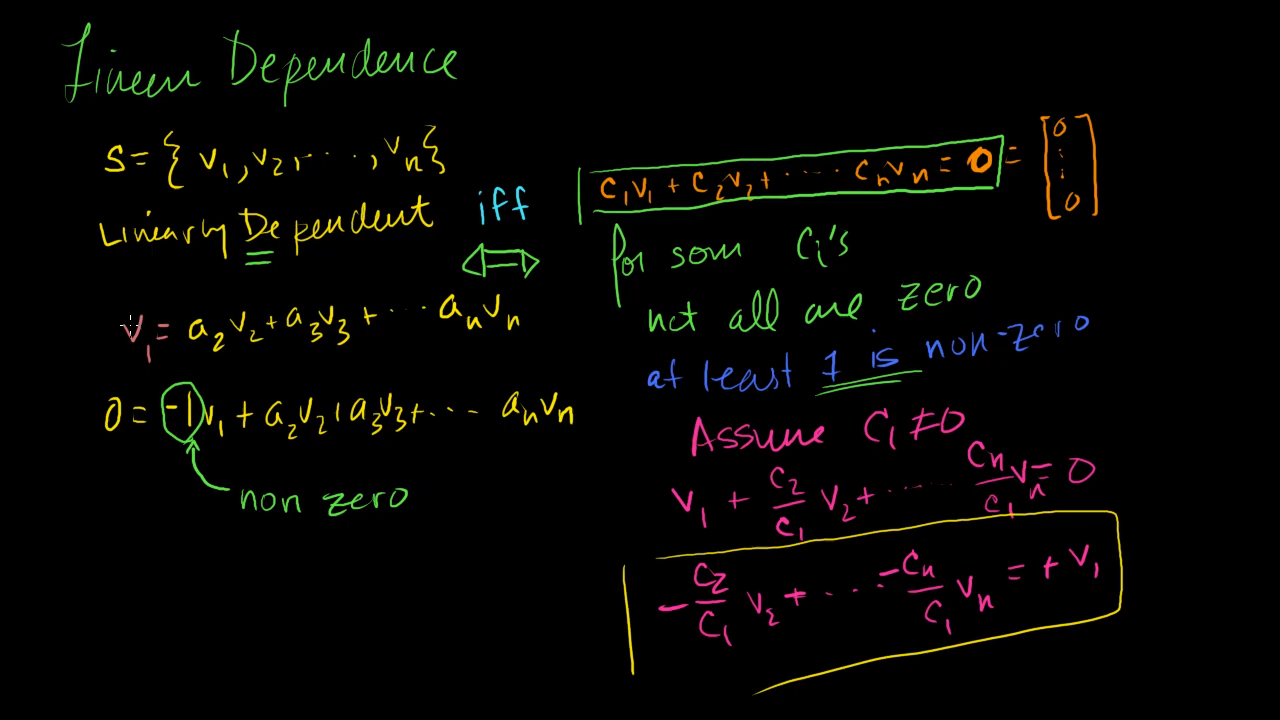 Linear Dependence
S = { v₁, v₂, ..., vₙ}
Linearly Dependent
iff
⇔
v₁ = a₂v₂ + a₃v₃ + ... aₙvₙ
0 = -1v₁ + a₂v₂ + a₃v₃ + ... aₙvₙ
non zero
c₁v₁ + c₂v₂ + ... cₙvₙ = 0 = [0 ⋮ 0]
for som cᵢ's
not all are zero
at least 1 is non-zero
Assume C₁ ≠ 0
v₁ + c₂/c₁ v₂ + ... cₙ/c₁ vₙ = 0
- c₂/c₁ v₂ + ... - cₙ/c₁ vₙ = + v₁